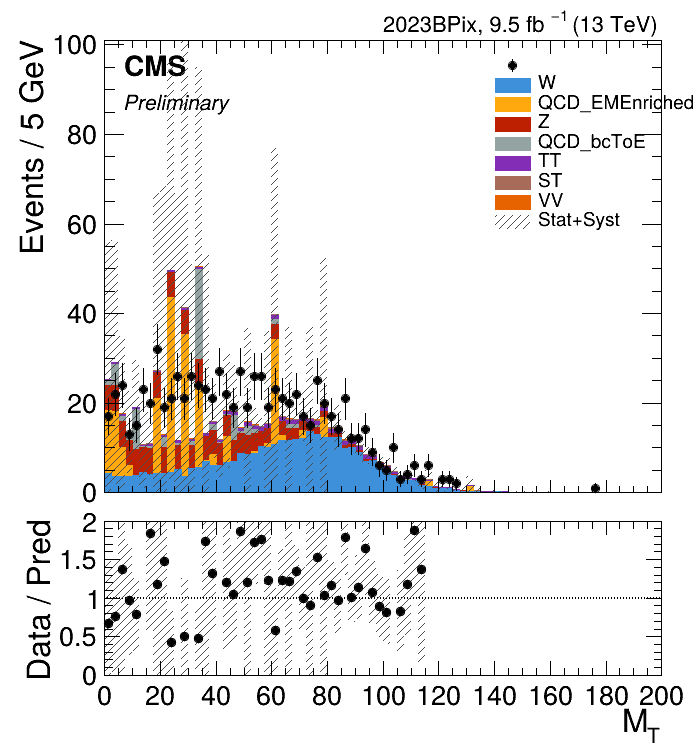 2023BPix, 9.5 fb⁻¹ (13 TeV)
CMS
Preliminary
W
QCD_EMEnriched
Z
QCD_bcToE
TT
ST
VV
Stat+Syst
Events / 5 GeV
100
80
60
40
20
0
Data / Pred
2
1.5
1
0.5
0
0 20 40 60 80 100 120 140 160 180 200
M_T